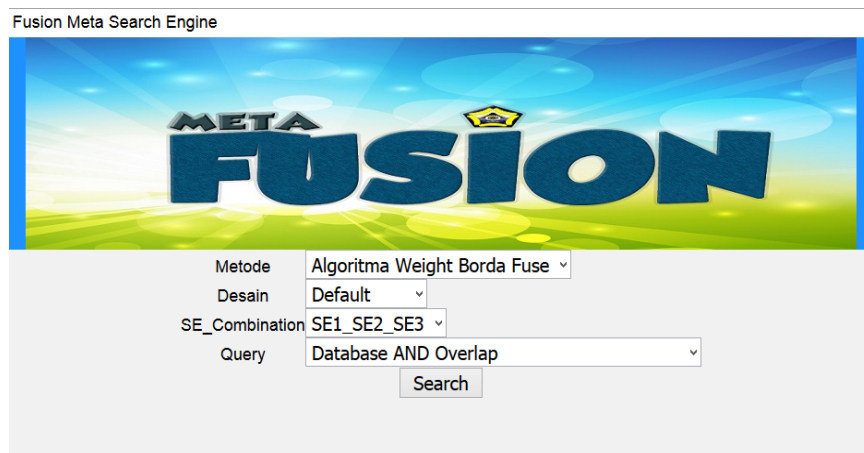 Fusion Meta Search Engine
META
FUSION
Metode Algoritma Weight Borda Fuse
Desain Default
SE_Combination SE1_SE2_SE3
Query Database AND Overlap
Search